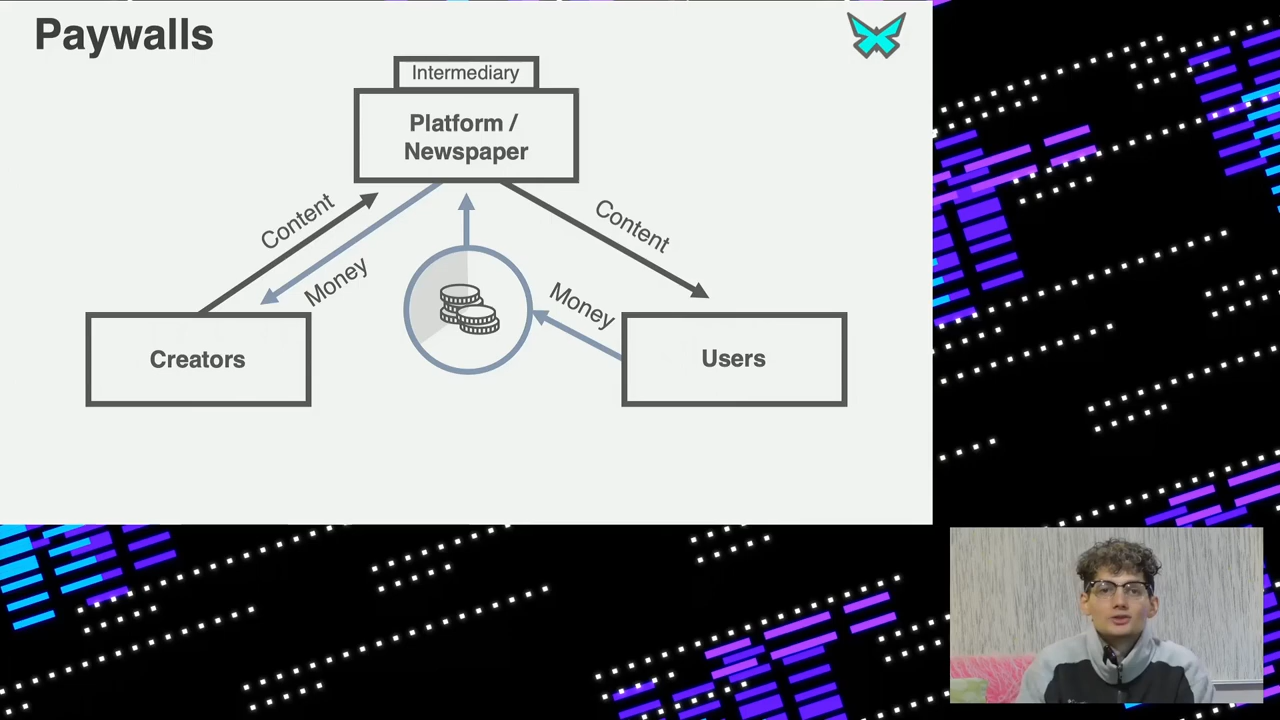 Paywalls
Intermediary
Platform /
Newspaper
Content
Money
Content
Money
Creators
Users